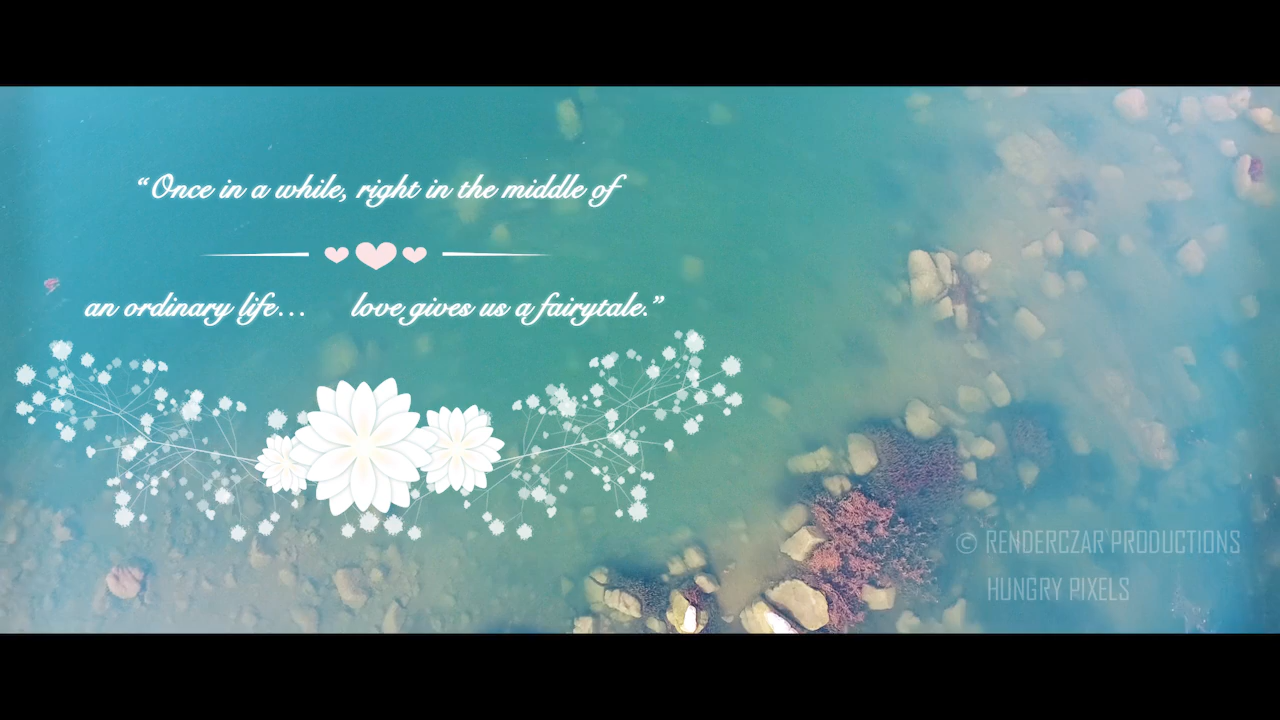 “Once in a while, right in the middle of
an ordinary life... love gives us a fairytale.”
© RENDERCZAR PRODUCTIONS
HUNGRY PIXELS